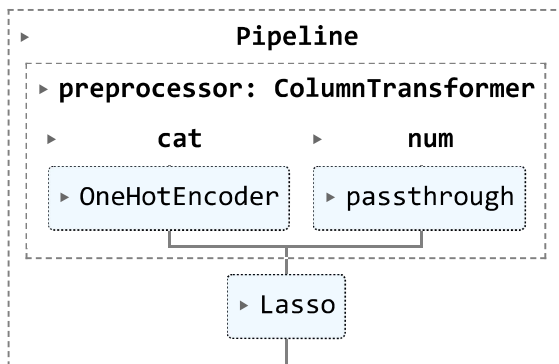 Pipeline
preprocessor: ColumnTransformer
cat num
OneHotEncoder passthrough
Lasso